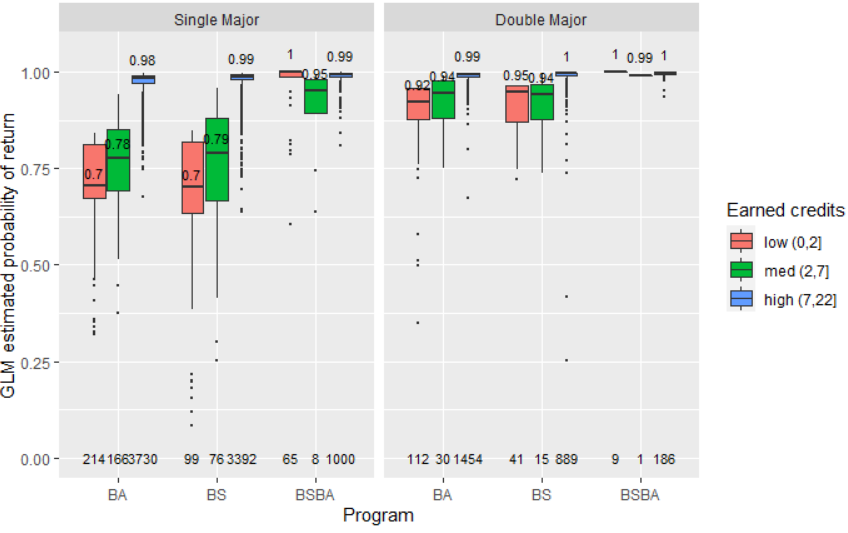 Single Major
Double Major
GLM estimated probability of return
1.00
0.75
0.50
0.25
0.00
0.7
0.78
0.98
0.7
0.79
0.99
1
0.95
0.99
0.92
0.94
0.99
0.95
0.94
1
1
0.99
1
214 166 3730
99 76 3392
65 8 1000
112 30 1454
41 15 889
9 1 186
BA BS BSBA
BA BS BSBA
Program
Earned credits
low (0,2]
med (2,7]
high (7,22]